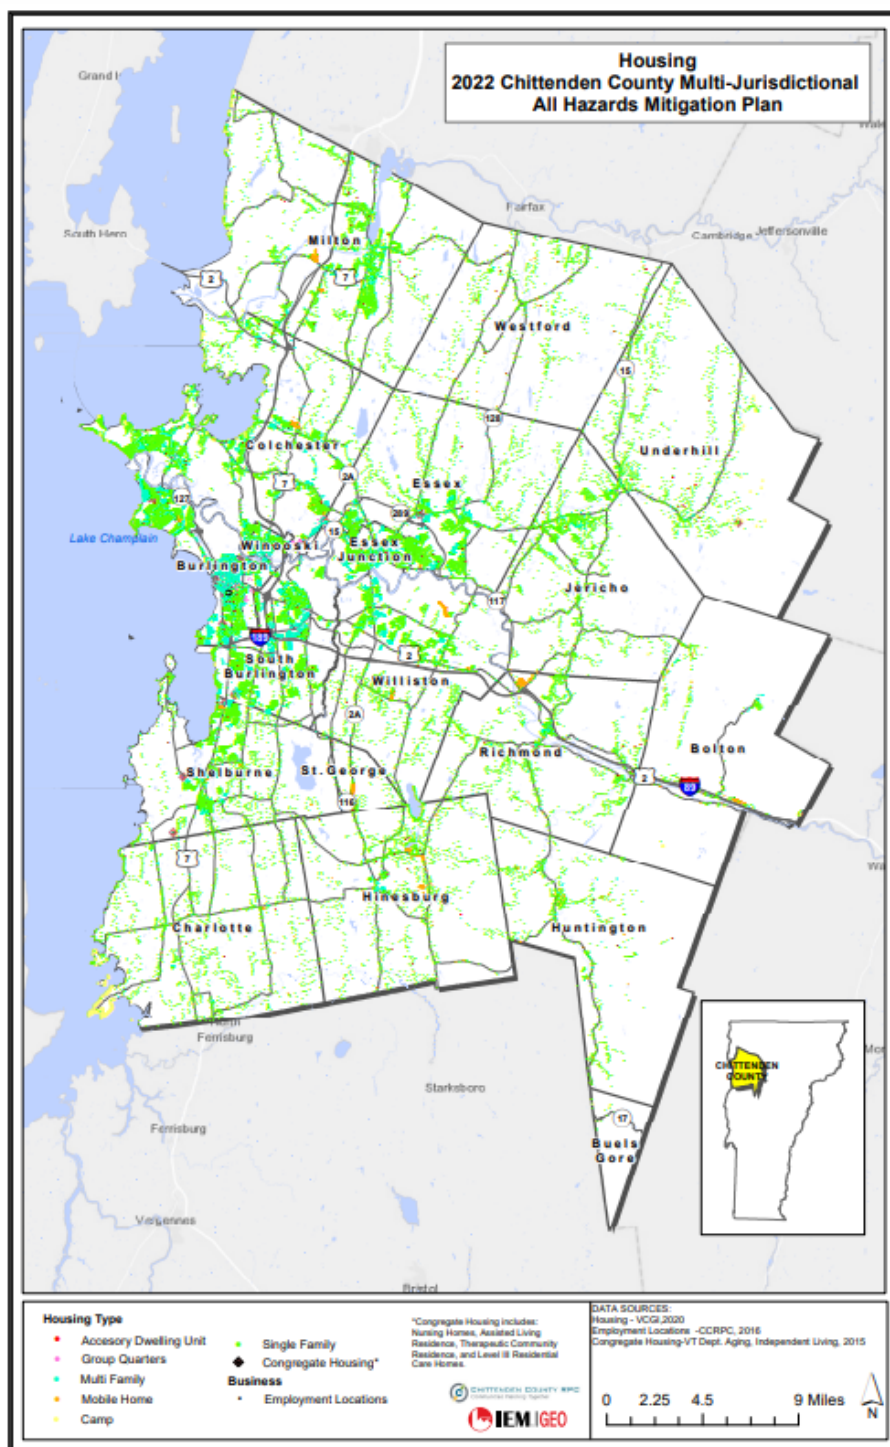 Housing
2022 Chittenden County Multi-Jurisdictional
All Hazards Mitigation Plan
Grand
South Hero
Fairfax
Cambridge
Jeffersonville
Milton
2
7
Westford
15
128
Underhill
Colchester
7
2A
Essex
289
127
15
Lake Champlain
Winooski
Essex
Junction
Burlington
117
Jericho
189
2
South
Burlington
Williston
2A
Richmond
Bolton
2
89
Shelburne
St.George
116
7
Hinesburg
Charlotte
Huntington
North
Ferrisburg
Starksboro
CHITTENDEN
COUNTY
17
Buels
Gore
Ferrisburg
Vergennes
Bristol
Housing Type
Accesory Dwelling Unit
Group Quarters
Multi Family
Mobile Home
Camp
Single Family
Congregate Housing*
Business
Employment Locations
*Congregate Housing includes:
Nursing Homes, Assisted Living
Residence, Therapeutic Community
Residence, and Level III Residential
Care Homes.
CHITTENDEN COUNTY RPC
Communities Planning Together
IEM|GEO
DATA SOURCES:
Housing - VCGI,2020
Employment Locations -CCRPC, 2016
Congregate Housing-VT Dept. Aging, Independent Living, 2015
0 2.25 4.5 9 Miles
N